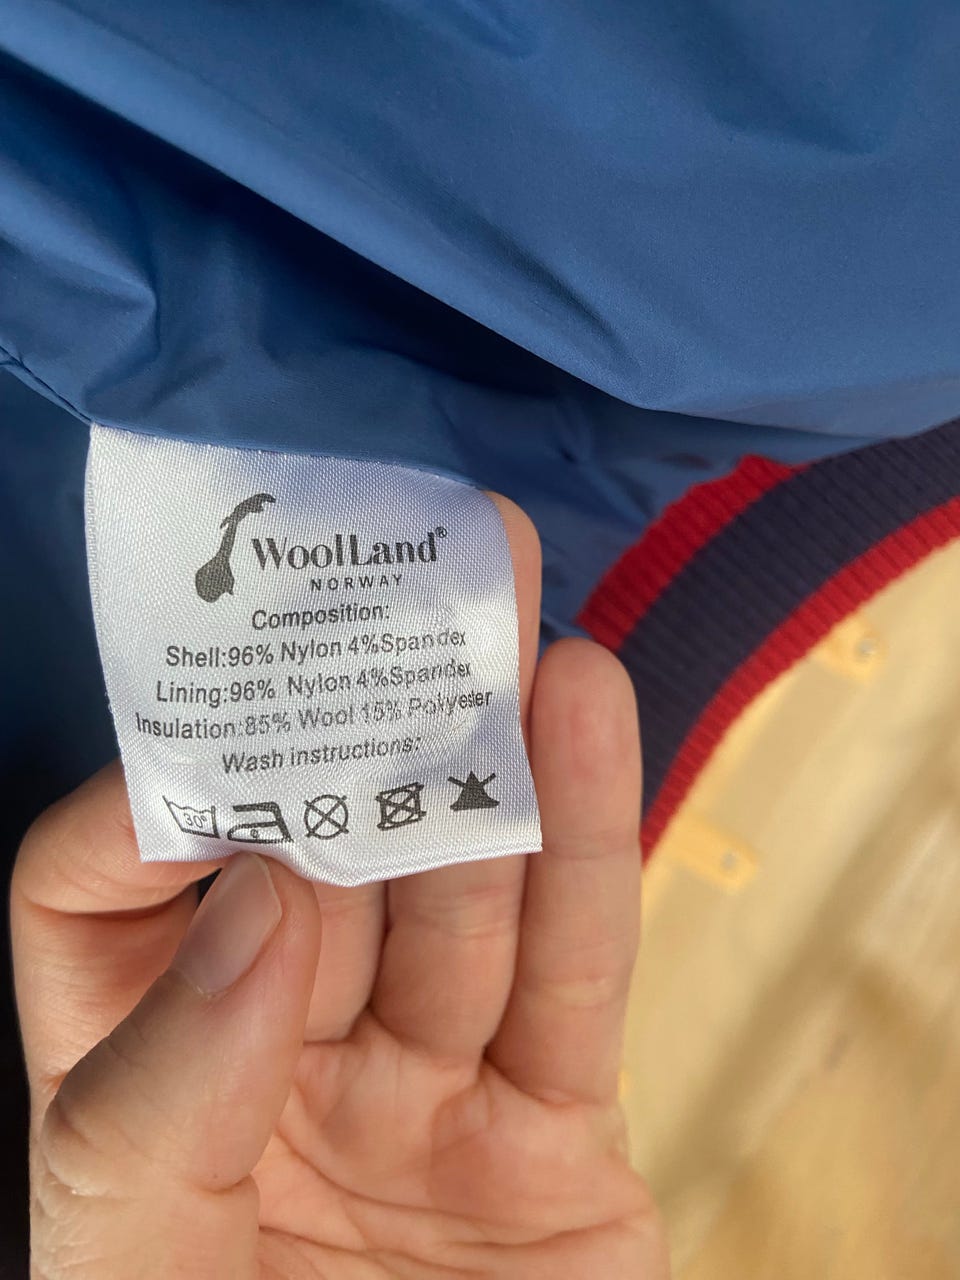 WoolLand®
NORWAY
Composition:
Shell:96% Nylon 4%Spandex
Lining:96% Nylon 4%Spandex
Insulation:85% Wool 15% Polyester
Wash instructions:
30°